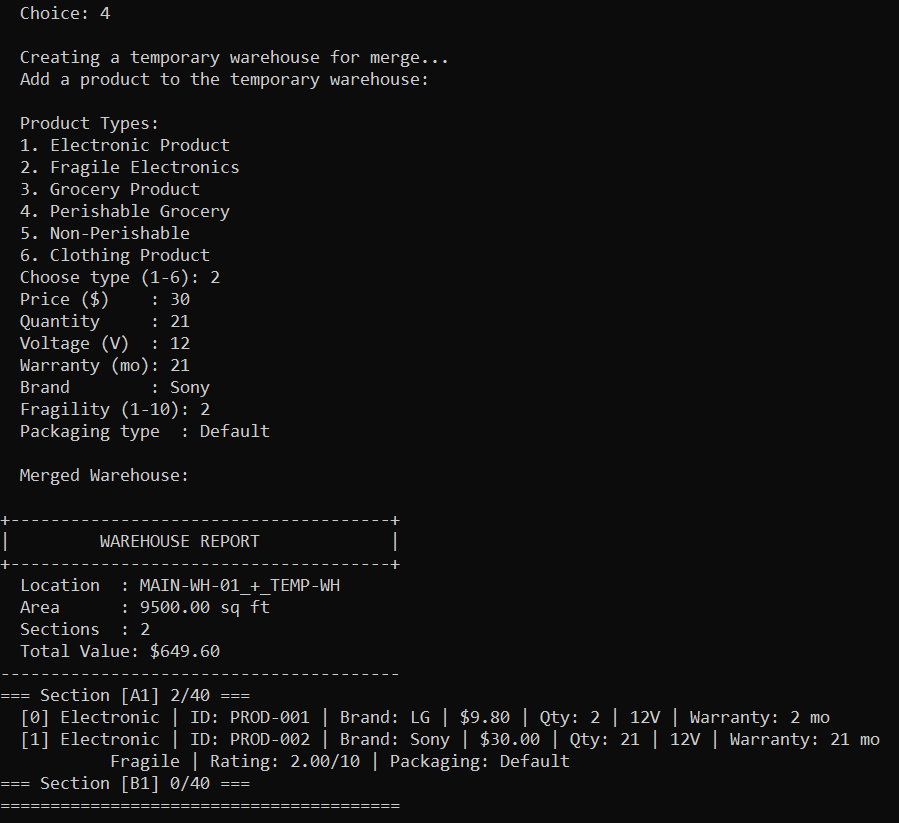 Choice: 4
Creating a temporary warehouse for merge...
Add a product to the temporary warehouse:
Product Types:
1. Electronic Product
2. Fragile Electronics
3. Grocery Product
4. Perishable Grocery
5. Non-Perishable
6. Clothing Product
Choose type (1-6): 2
Price ($)    : 30
Quantity     : 21
Voltage (V)  : 12
Warranty (mo): 21
Brand        : Sony
Fragility (1-10): 2
Packaging type  : Default
Merged Warehouse:
+--------------------------------------+
|         WAREHOUSE REPORT             |
+--------------------------------------+
Location  : MAIN-WH-01_+_TEMP-WH
Area      : 9500.00 sq ft
Sections  : 2
Total Value: $649.60
----------------------------------------
=== Section [A1] 2/40 ===
[0] Electronic | ID: PROD-001 | Brand: LG | $9.80 | Qty: 2 | 12V | Warranty: 2 mo
[1] Electronic | ID: PROD-002 | Brand: Sony | $30.00 | Qty: 21 | 12V | Warranty: 21 mo
Fragile | Rating: 2.00/10 | Packaging: Default
=== Section [B1] 0/40 ===
========================================